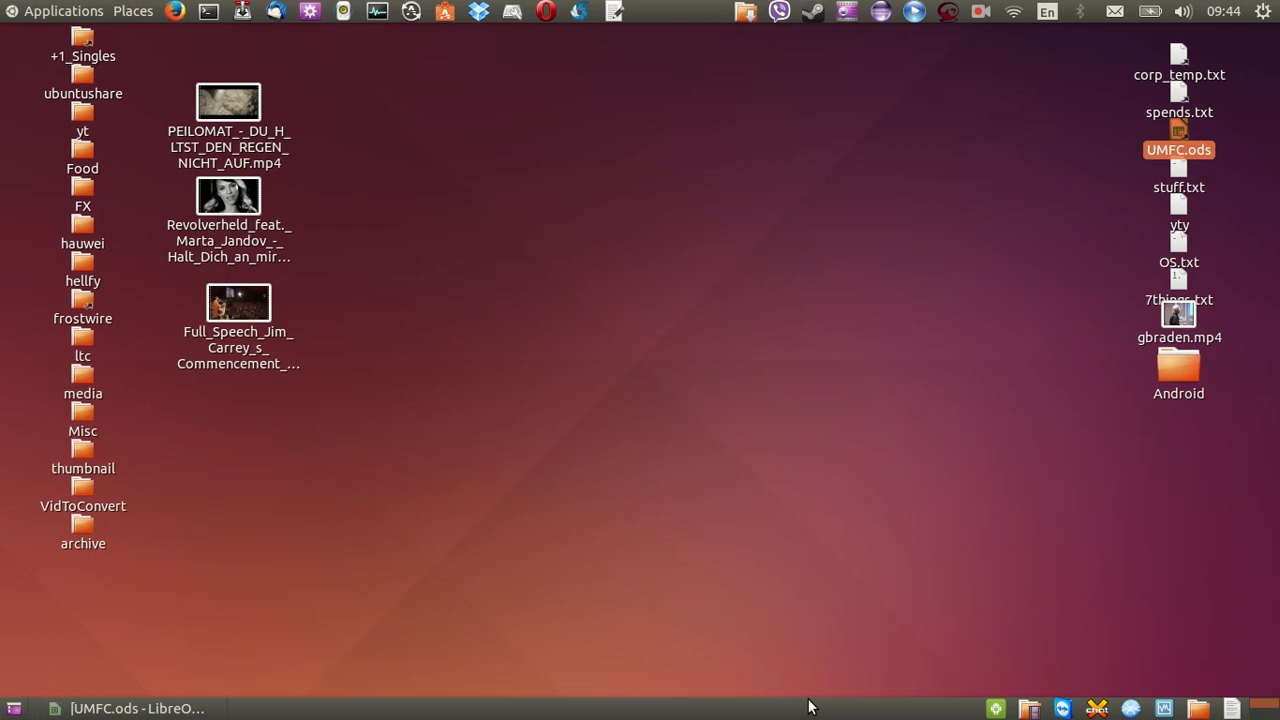 Applications Places
En
09:44
+1_Singles
ubuntushare
yt
Food
FX
hauwei
hellfy
frostwire
ltc
media
Misc
thumbnail
VidToConvert
archive
PEILOMAT_-_DU_H_
LTST_DEN_REGEN_
NICHT_AUF.mp4
Revolverheld_feat._
Marta_Jandov_-_
Halt_Dich_an_mir...
Full_Speech_Jim_
Carrey_s_
Commencement_...
corp_temp.txt
spends.txt
UMFC.ods
stuff.txt
yty
OS.txt
7things.txt
gbraden.mp4
Android
[UMFC.ods - LibreO...
chat